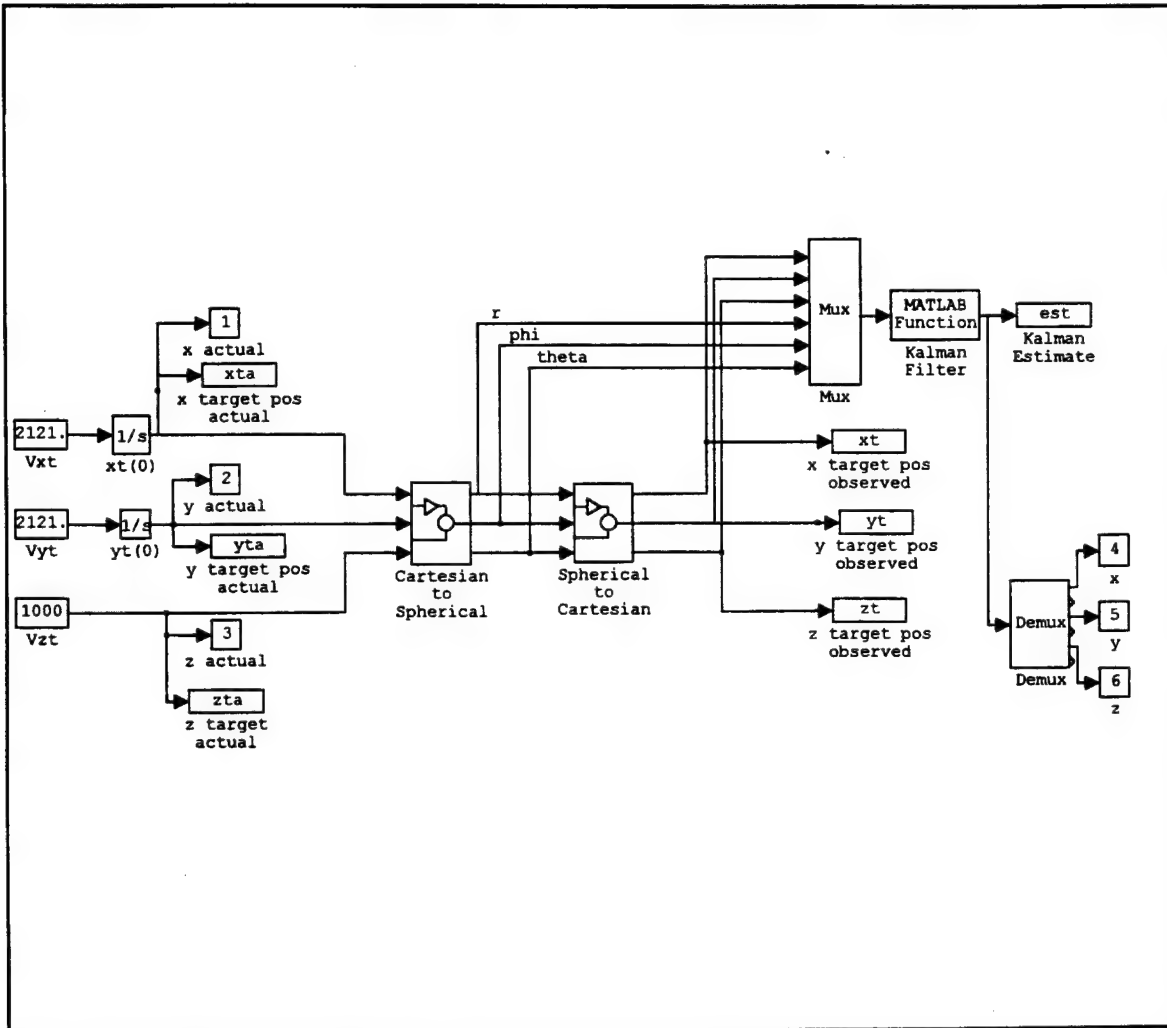 Mux
MATLAB
Function
est
Kalman
Estimate
Kalman
Filter
Mux
r
phi
theta
1
x actual
xta
x target pos
actual
2121.
Vxt
1/s
xt(0)
2
y actual
2121.
Vyt
1/s
yt(0)
yta
y target pos
actual
1000
Vzt
3
z actual
zta
z target
actual
Cartesian
to
Spherical
Spherical
to
Cartesian
xt
x target pos
observed
yt
y target pos
observed
zt
z target pos
observed
Demux
Demux
4
x
5
y
6
z